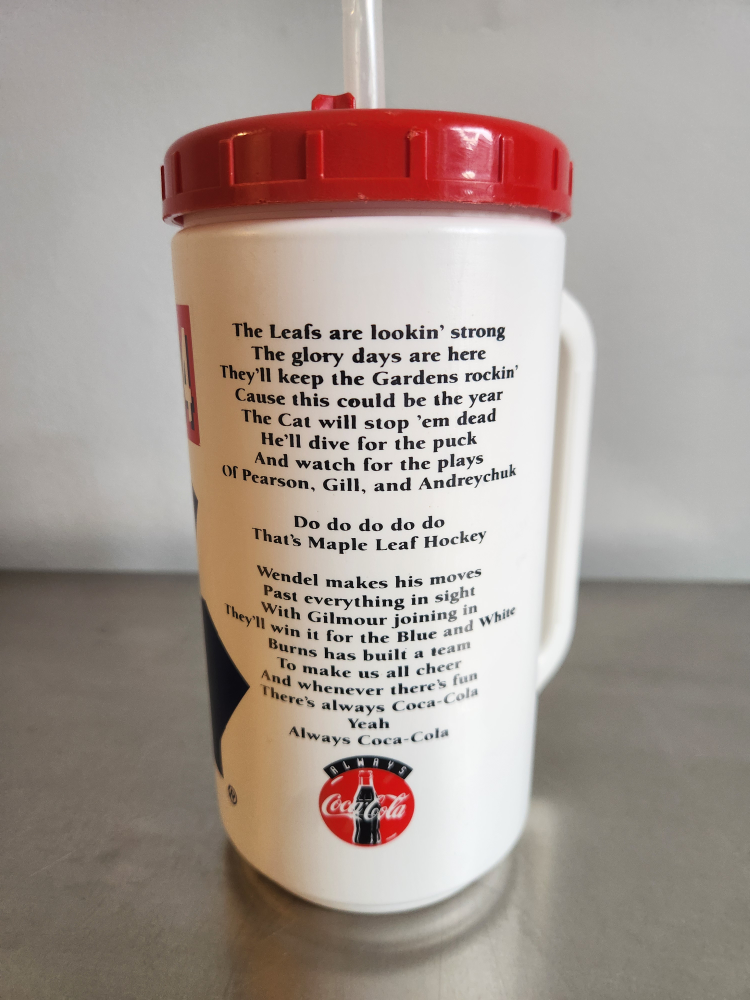 The Leafs are lookin' strong
The glory days are here
They'll keep the Gardens rockin'
Cause this could be the year
The Cat will stop 'em dead
He'll dive for the puck
And watch for the plays
Of Pearson, Gill, and Andreychuk
Do do do do do
That's Maple Leaf Hockey
Wendel makes his moves
Past everything in sight
With Gilmour joining in
They'll win it for the Blue and White
Burns has built a team
To make us all cheer
And whenever there's fun
There's always Coca-Cola
Yeah
Always Coca-Cola
ALWAYS
Coca-Cola
4
®